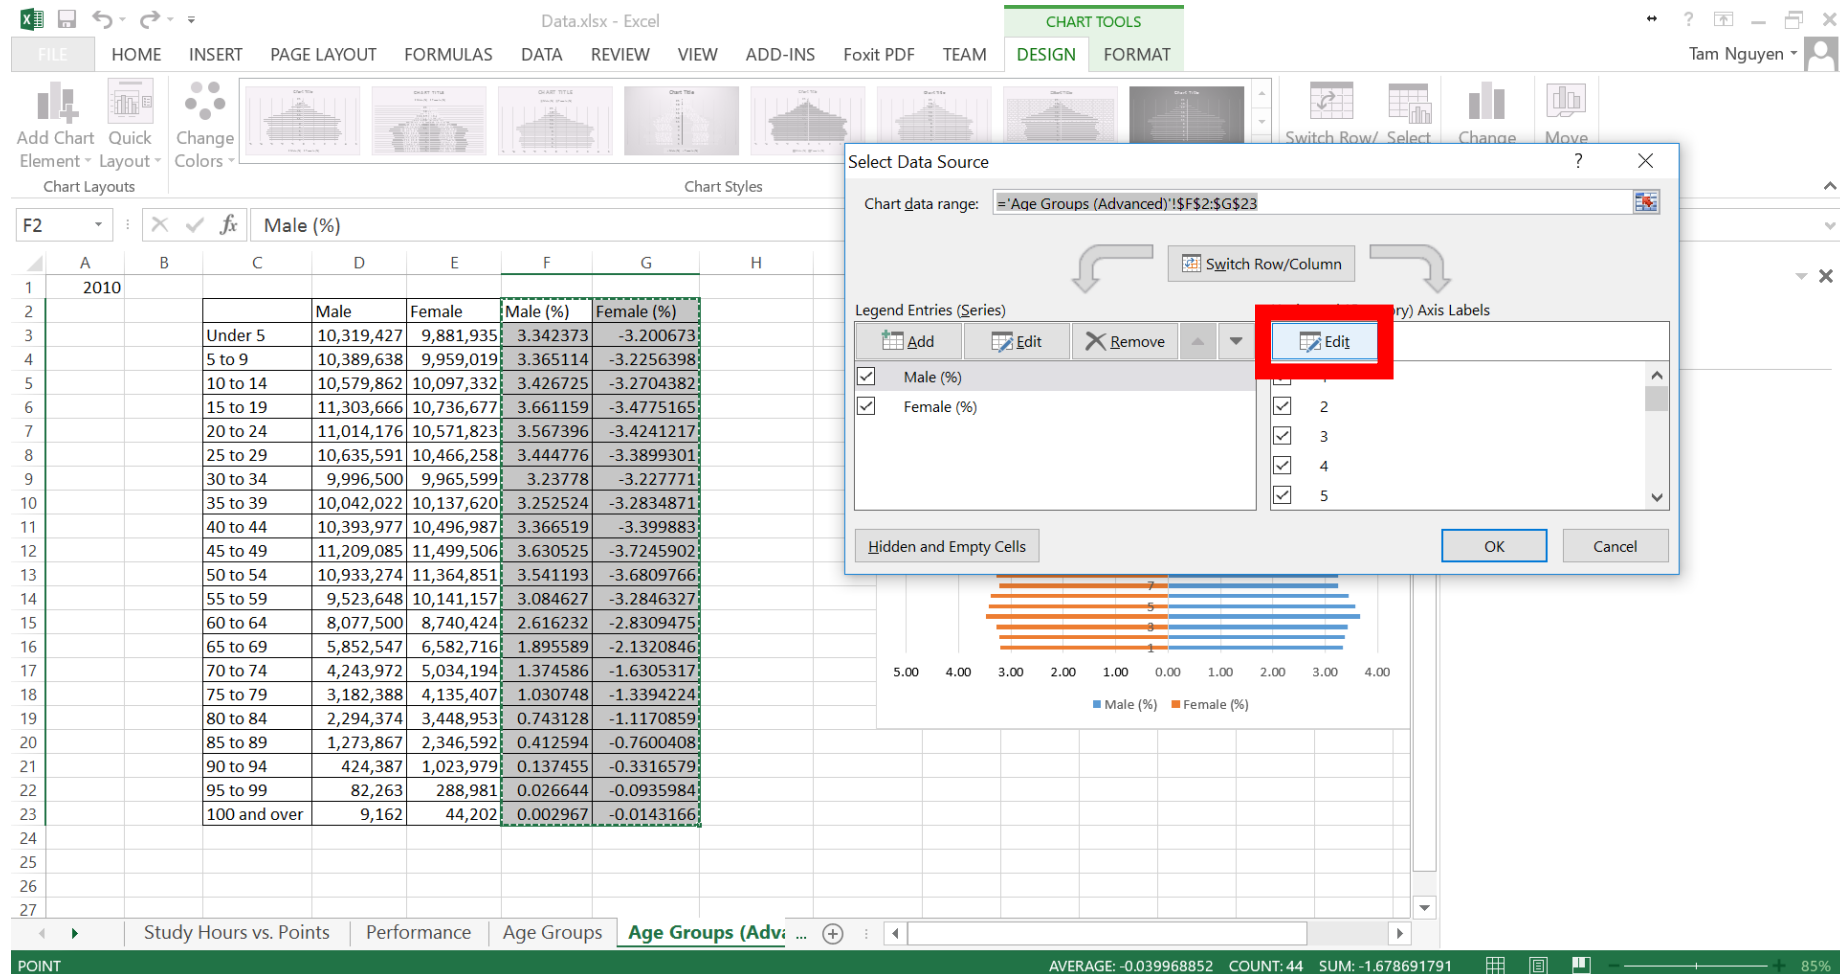 Data.xlsx - Excel
CHART TOOLS
?
FILE HOME INSERT PAGE LAYOUT FORMULAS DATA REVIEW VIEW ADD-INS Foxit PDF TEAM DESIGN FORMAT
Tam Nguyen
Add Chart Element
Quick Layout
Change Colors
Chart Title
CHART TITLE
CHART TITLE
Chart Title
Switch Row/ Select Change Move
Chart Layouts
Chart Styles
F2
fx Male (%)
Select Data Source
?
Chart data range: ='Age Groups (Advanced)'!$F$2:$G$23
Switch Row/Column
Legend Entries (Series)
ory) Axis Labels
Add Edit Remove Edit
Male (%)
Female (%)
2
3
4
5
Hidden and Empty Cells
OK Cancel
A B C D E F G H
1 2010
2 Male Female Male (%) Female (%)
3 Under 5 10,319,427 9,881,935 3.342373 -3.200673
4 5 to 9 10,389,638 9,959,019 3.365114 -3.2256398
5 10 to 14 10,579,862 10,097,332 3.426725 -3.2704382
6 15 to 19 11,303,666 10,736,677 3.661159 -3.4775165
7 20 to 24 11,014,176 10,571,823 3.567396 -3.4241217
8 25 to 29 10,635,591 10,466,258 3.444776 -3.3899301
9 30 to 34 9,996,500 9,965,599 3.23778 -3.227771
10 35 to 39 10,042,022 10,137,620 3.252524 -3.2834871
11 40 to 44 10,393,977 10,496,987 3.366519 -3.399883
12 45 to 49 11,209,085 11,499,506 3.630525 -3.7245902
13 50 to 54 10,933,274 11,364,851 3.541193 -3.6809766
14 55 to 59 9,523,648 10,141,157 3.084627 -3.2846327
15 60 to 64 8,077,500 8,740,424 2.616232 -2.8309475
16 65 to 69 5,852,547 6,582,716 1.895589 -2.1320846
17 70 to 74 4,243,972 5,034,194 1.374586 -1.6305317
18 75 to 79 3,182,388 4,135,407 1.030748 -1.3394224
19 80 to 84 2,294,374 3,448,953 0.743128 -1.1170859
20 85 to 89 1,273,867 2,346,592 0.412594 -0.7600408
21 90 to 94 424,387 1,023,979 0.137455 -0.3316579
22 95 to 99 82,263 288,981 0.026644 -0.0935984
23 100 and over 9,162 44,202 0.002967 -0.0143166
24
25
26
27
7
5
3
1
5.00 4.00 3.00 2.00 1.00 0.00 1.00 2.00 3.00 4.00
Male (%) Female (%)
Study Hours vs. Points Performance Age Groups Age Groups (Adva ...
POINT AVERAGE: -0.039968852 COUNT: 44 SUM: -1.678691791 85%